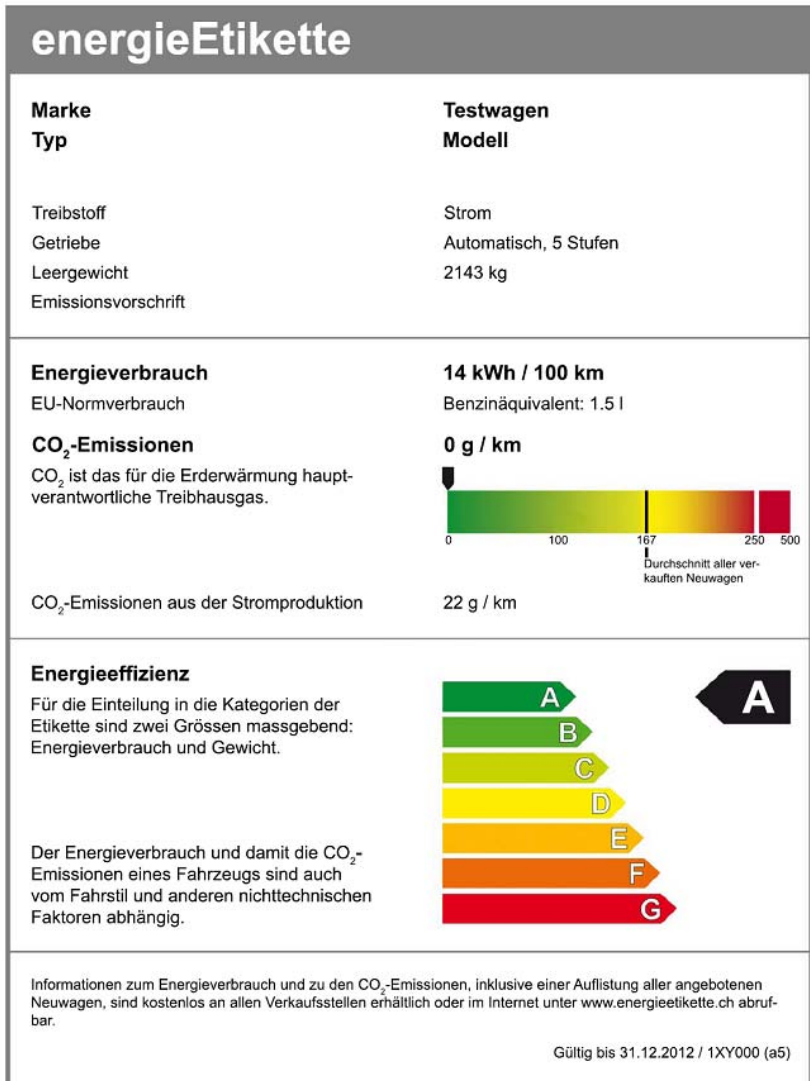 energieEtikette
Marke Testwagen
Typ Modell
Treibstoff Strom
Getriebe Automatisch, 5 Stufen
Leergewicht 2143 kg
Emissionsvorschrift
Energieverbrauch 14 kWh / 100 km
EU-Normverbrauch Benzinäquivalent: 1.5 l
CO₂-Emissionen 0 g / km
CO₂ ist das für die Erderwärmung haupt-
verantwortliche Treibhausgas.
0 100 167 250 500
Durchschnitt aller ver-
kauften Neuwagen
CO₂-Emissionen aus der Stromproduktion 22 g / km
Energieeffizienz
Für die Einteilung in die Kategorien der
Etikette sind zwei Grössen massgebend:
Energieverbrauch und Gewicht.
Der Energieverbrauch und damit die CO₂-
Emissionen eines Fahrzeugs sind auch
vom Fahrstil und anderen nichttechnischen
Faktoren abhängig.
A A
B
C
D
E
F
G
Informationen zum Energieverbrauch und zu den CO₂-Emissionen, inklusive einer Auflistung aller angebotenen
Neuwagen, sind kostenlos an allen Verkaufsstellen erhältlich oder im Internet unter www.energieetikette.ch abruf-
bar.
Gültig bis 31.12.2012 / 1XY000 (a5)